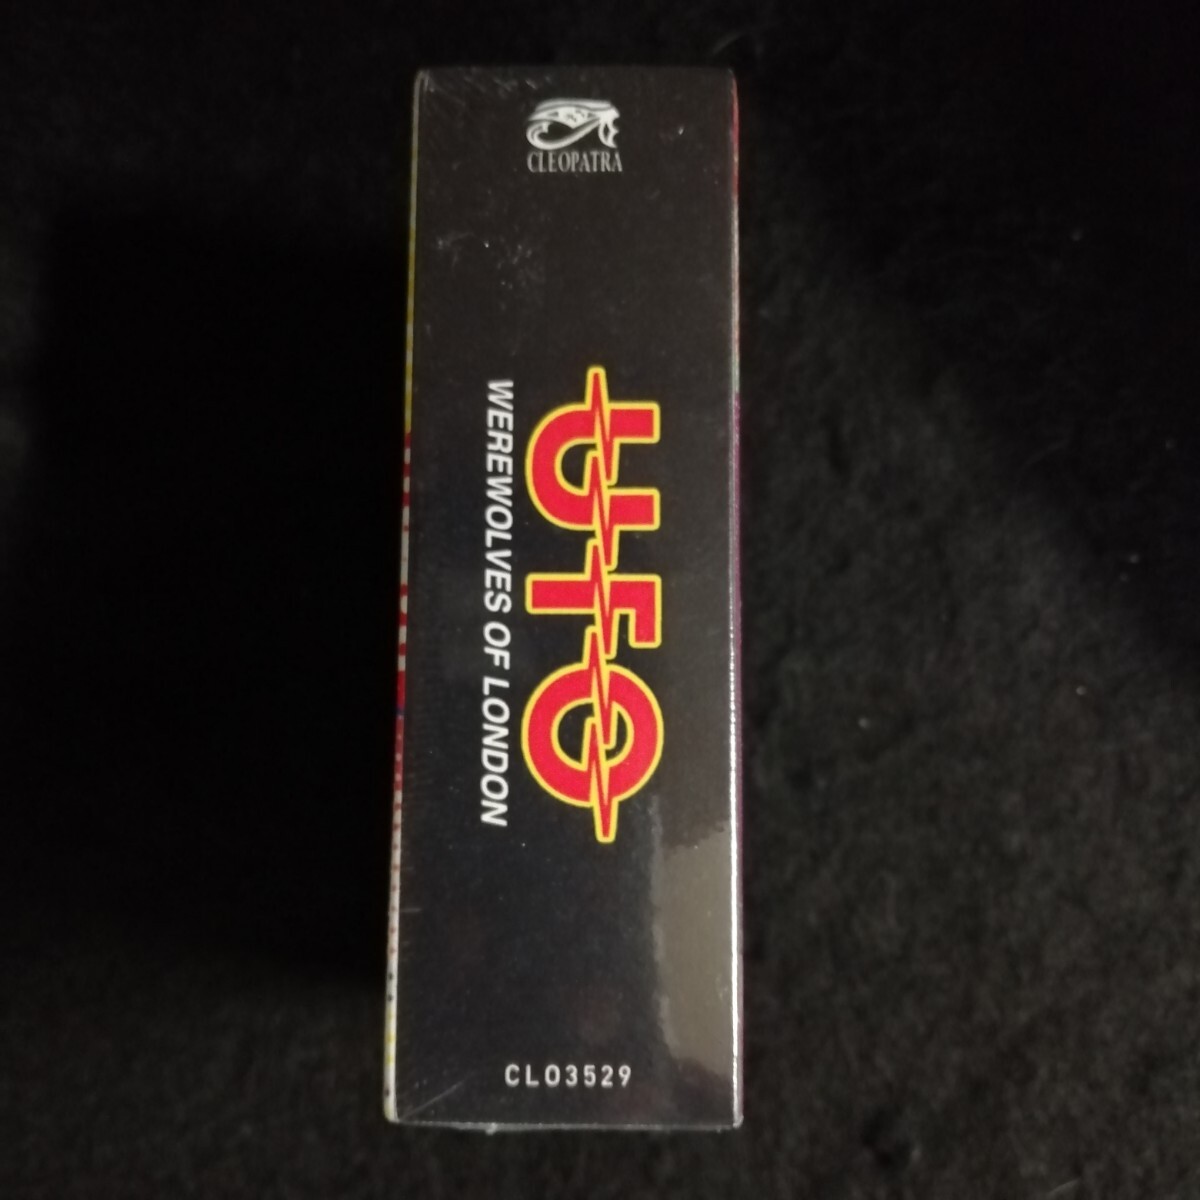 CLEOPATRA
UFO
WEREWOLVES OF LONDON
CLO3529